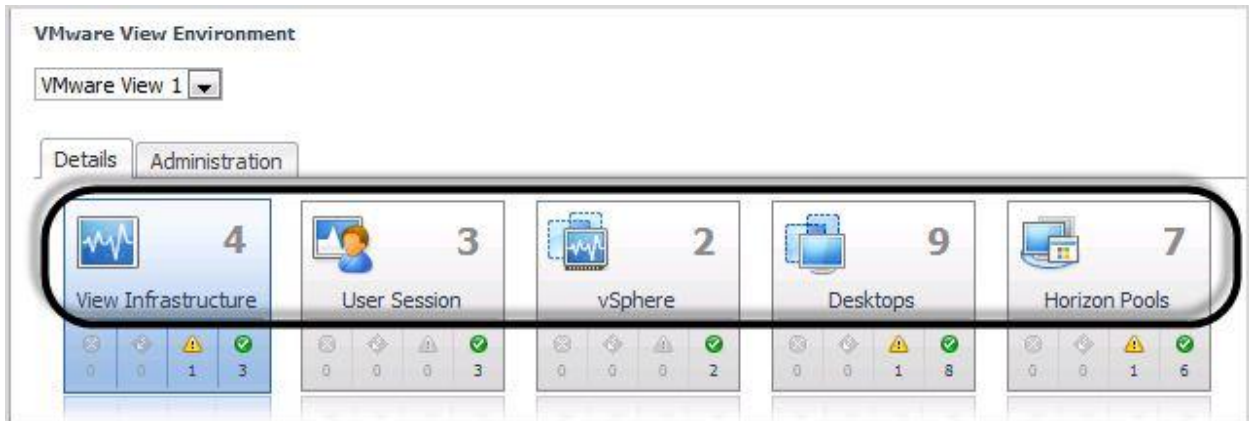 VMware View Environment
VMware View 1
Details Administration
4 3 2 9 7
View Infrastructure User Session vSphere Desktops Horizon Pools
0 0 1 3 0 0 0 3 0 0 0 2 0 0 1 8 0 0 1 6